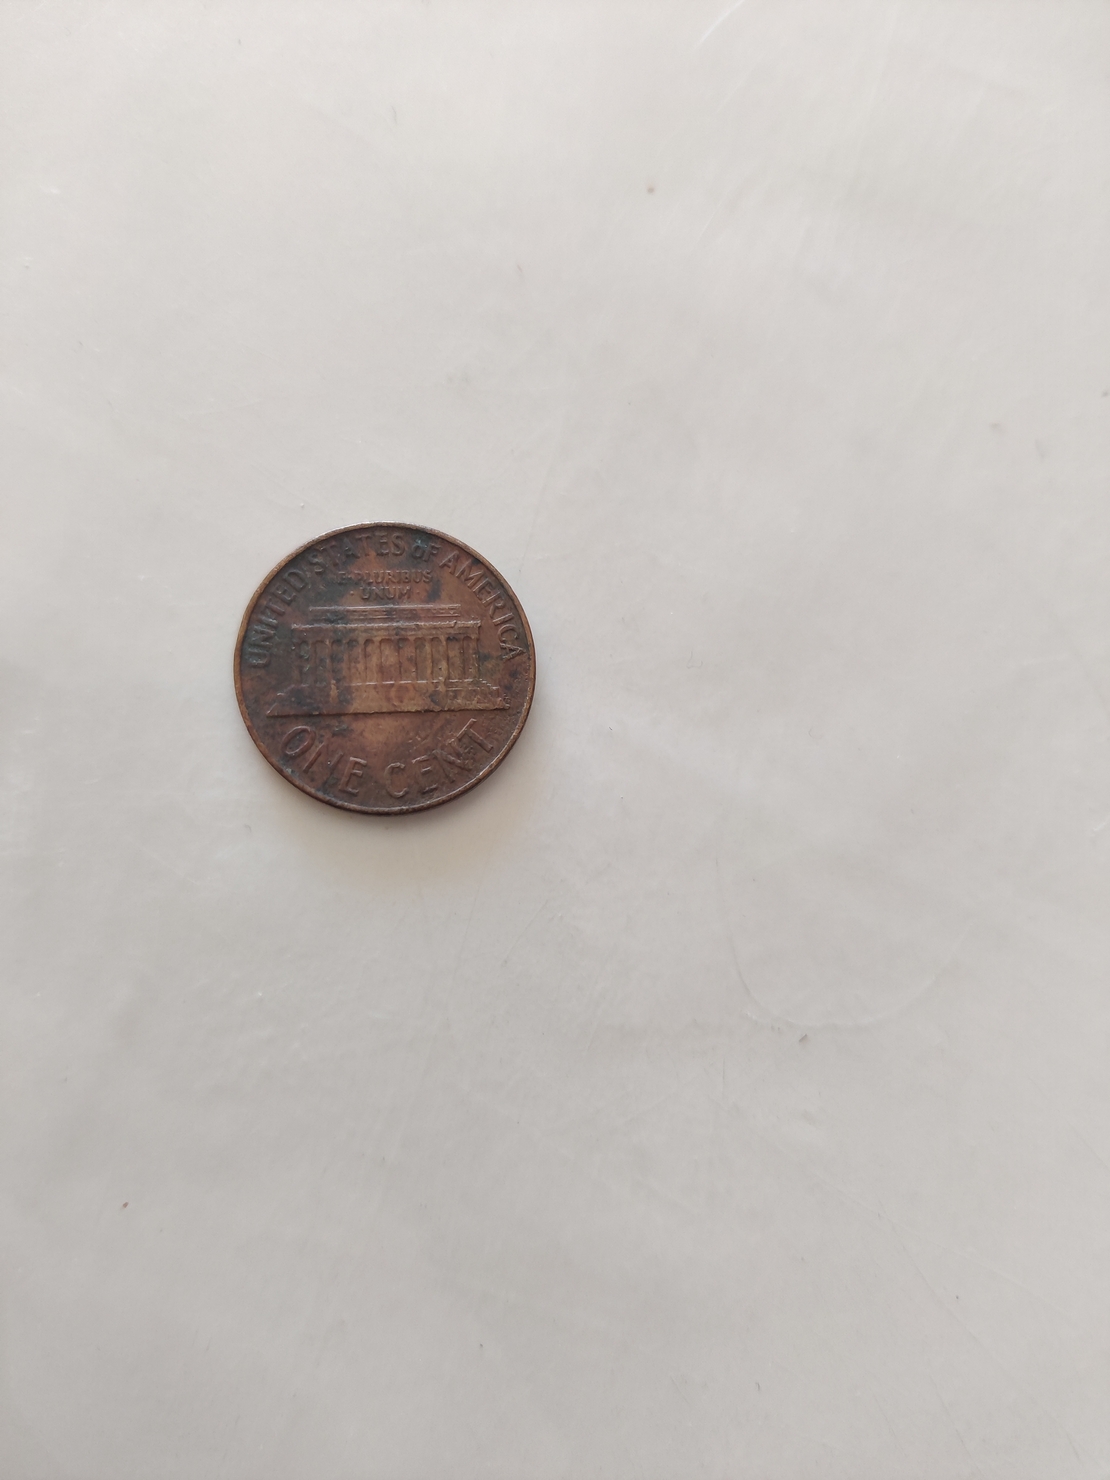 UNITED STATES OF AMERICA
E·PLURIBUS
·UNUM·
ONE CENT